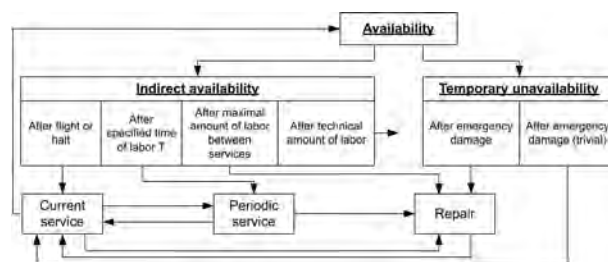 Availability
Indirect availability
Temporary unavailability
After flight or
halt
After
specified time
of labor T
After maximal
amount of labor
between
services
After technical
amount of labor
After emergency
damage
After emergency
damage (trivial)
Current
service
Periodic
service
Repair